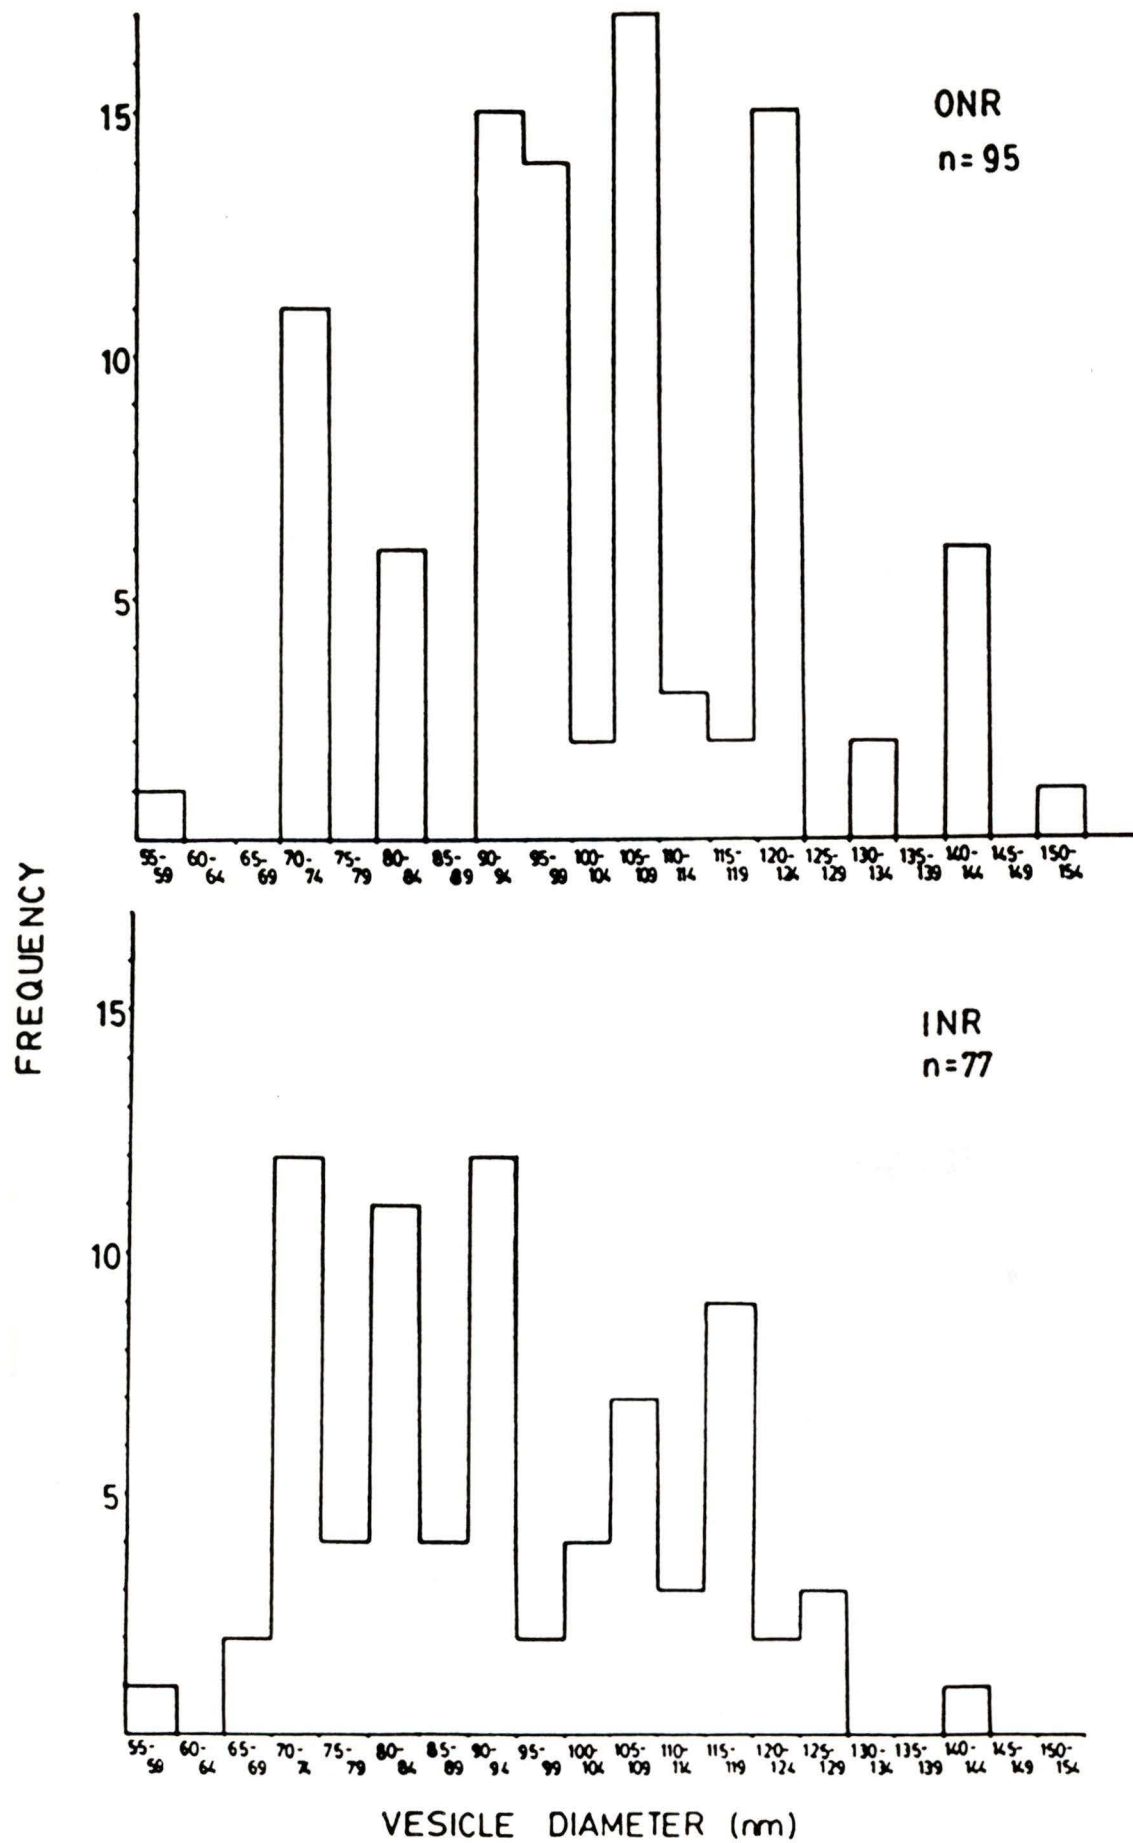 15
10
5
ONR
n=95
55-59 60-64 65-69 70-74 75-79 80-84 85-89 90-94 95-99 100-104 105-109 110-114 115-119 120-124 125-129 130-134 135-139 140-144 145-149 150-154
FREQUENCY
15
10
5
INR
n=77
55-59 60-64 65-69 70-74 75-79 80-84 85-89 90-94 95-99 100-104 105-109 110-114 115-119 120-124 125-129 130-134 135-139 140-144 145-149 150-154
VESICLE DIAMETER (nm)